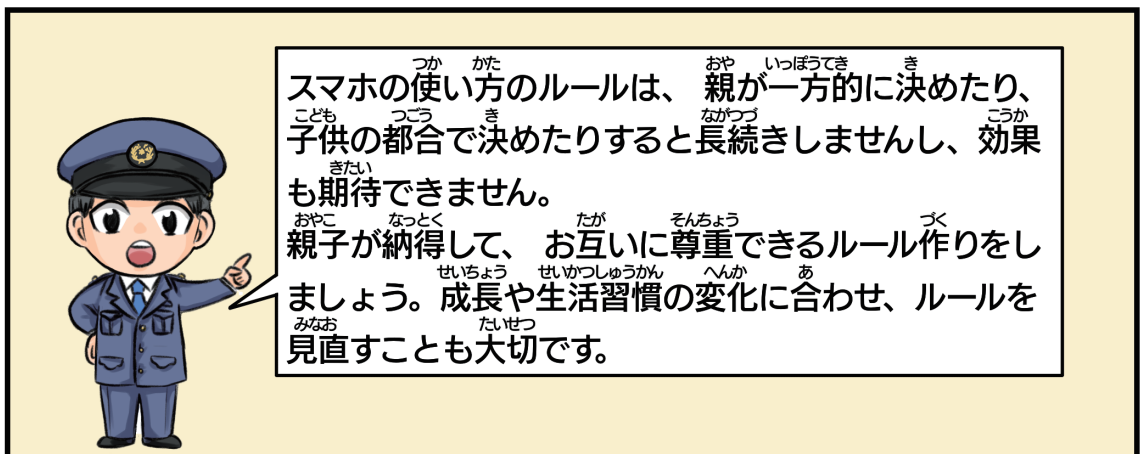 スマホの使い方のルールは、 親が一方的に決めたり、
子供の都合で決めたりすると長続きしませんし、効果
も期待できません。
親子が納得して、 お互いに尊重できるルール作りをし
ましょう。成長や生活習慣の変化に合わせ、ルールを
見直すことも大切です。